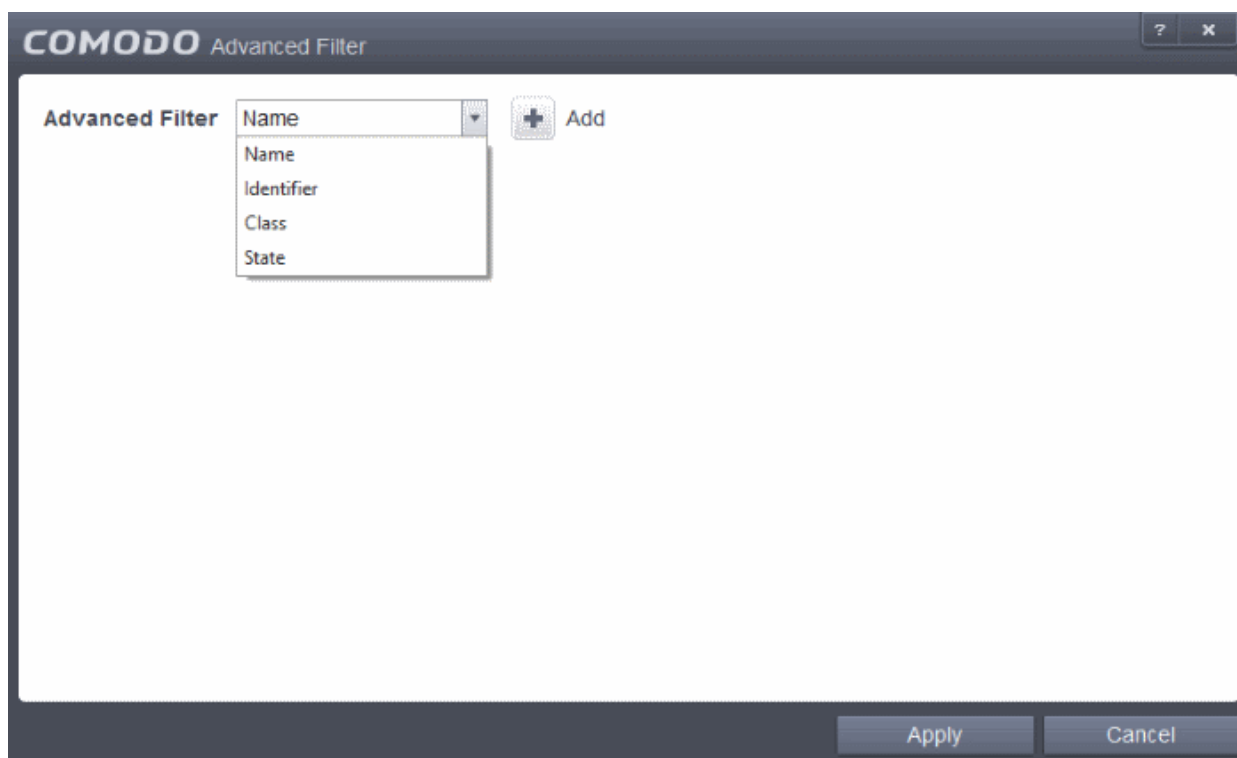 COMODO Advanced Filter ? x
Advanced Filter Name + Add
Name
Identifier
Class
State
Apply Cancel